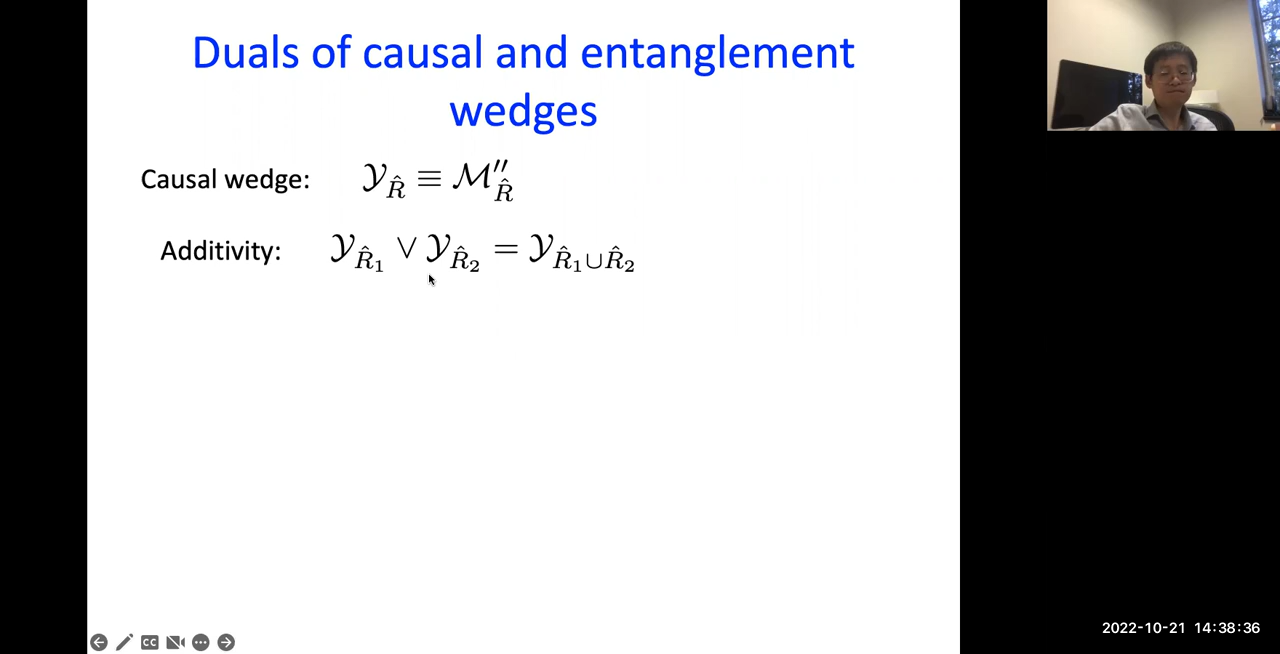 Duals of causal and entanglement
wedges
Causal wedge: 𝒴_R̂ ≡ ℳ″_R̂
Additivity: 𝒴_R̂₁ ∨ 𝒴_R̂₂ = 𝒴_R̂₁∪R̂₂
CC
2022-10-21 14:38:36